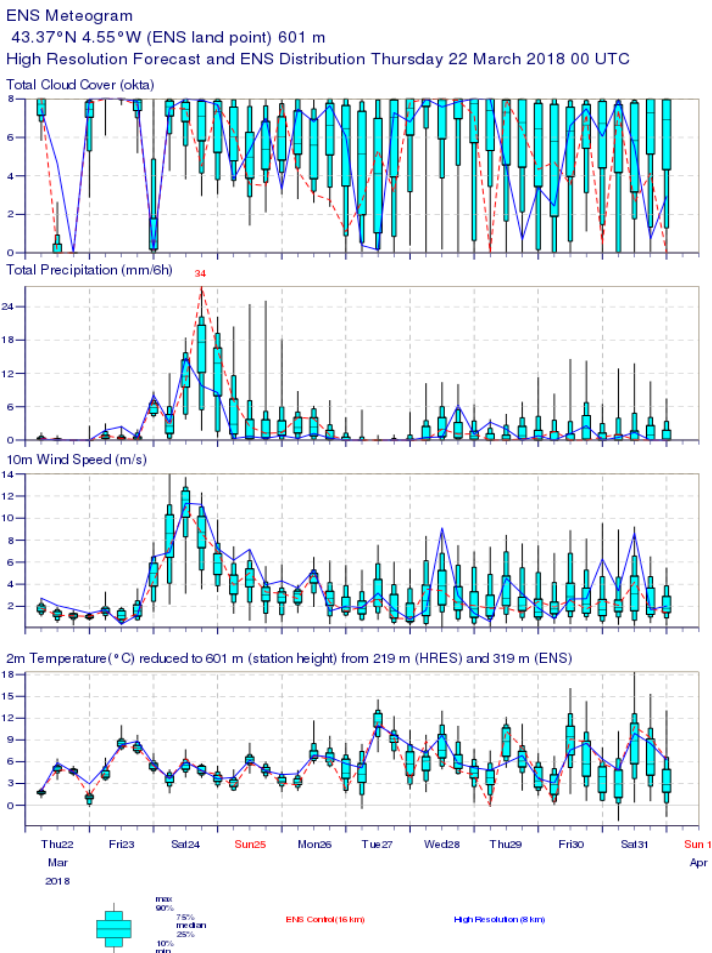 ENS Meteogram
43.37°N 4.55°W (ENS land point) 601 m
High Resolution Forecast and ENS Distribution Thursday 22 March 2018 00 UTC
Total Cloud Cover (okta)
8
6
4
2
0
Total Precipitation (mm/6h)
34
24
18
12
6
0
10m Wind Speed (m/s)
14
12
10
8
6
4
2
2m Temperature(°C) reduced to 601 m (station height) from 219 m (HRES) and 319 m (ENS)
18
15
12
9
6
3
0
Thu22 Fri23 Sat24 Sun25 Mon26 Tue27 Wed28 Thu29 Fri30 Sat31 Sun 1
Mar Apr
2018
max
90%
75%
median
25%
10%
min
ENS Control(16 km)
High Resolution (8 km)